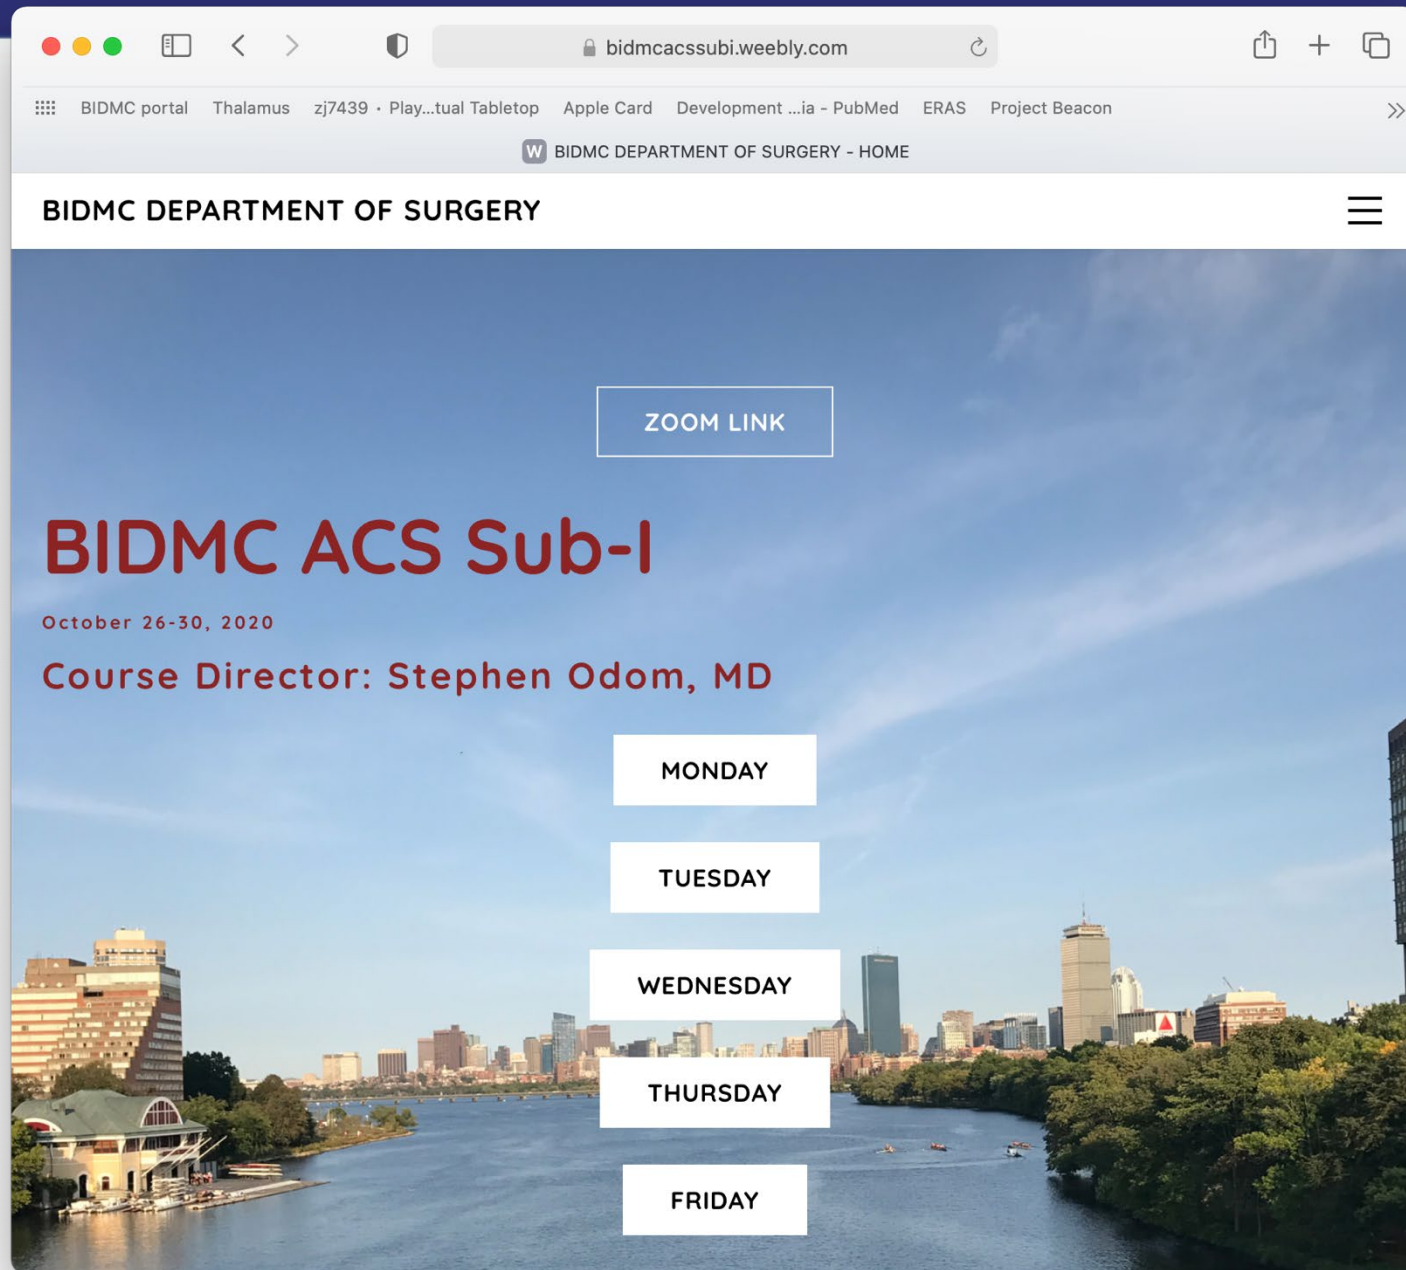 bidmcacssubi.weebly.com
BIDMC portal Thalamus zj7439 · Play...tual Tabletop Apple Card Development ...ia - PubMed ERAS Project Beacon
W BIDMC DEPARTMENT OF SURGERY - HOME
BIDMC DEPARTMENT OF SURGERY
ZOOM LINK
BIDMC ACS Sub-I
October 26-30, 2020
Course Director: Stephen Odom, MD
MONDAY
TUESDAY
WEDNESDAY
THURSDAY
FRIDAY